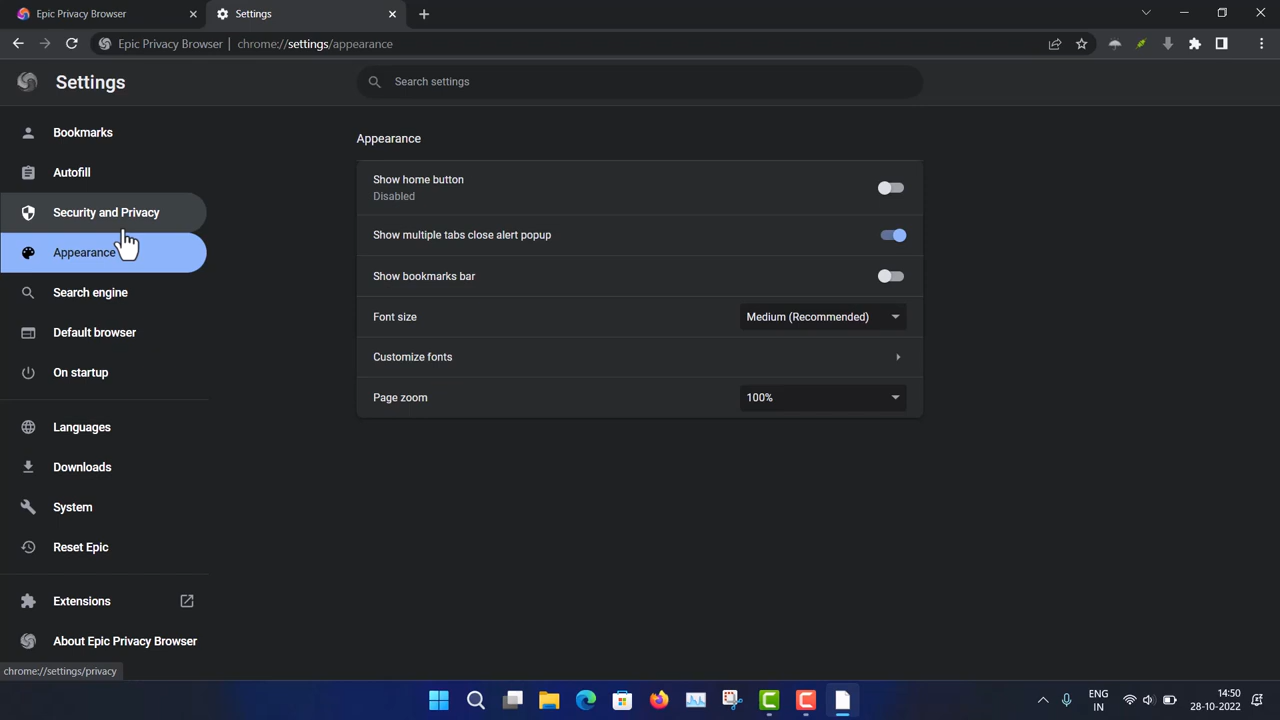 Epic Privacy Browser
Settings
Epic Privacy Browser | chrome://settings/appearance
Settings
Search settings
Bookmarks
Autofill
Security and Privacy
Appearance
Search engine
Default browser
On startup
Languages
Downloads
System
Reset Epic
Extensions
About Epic Privacy Browser
Appearance
Show home button
Disabled
Show multiple tabs close alert popup
Show bookmarks bar
Font size
Medium (Recommended)
Customize fonts
Page zoom
100%
chrome://settings/privacy
ENG
IN
14:50
28-10-2022